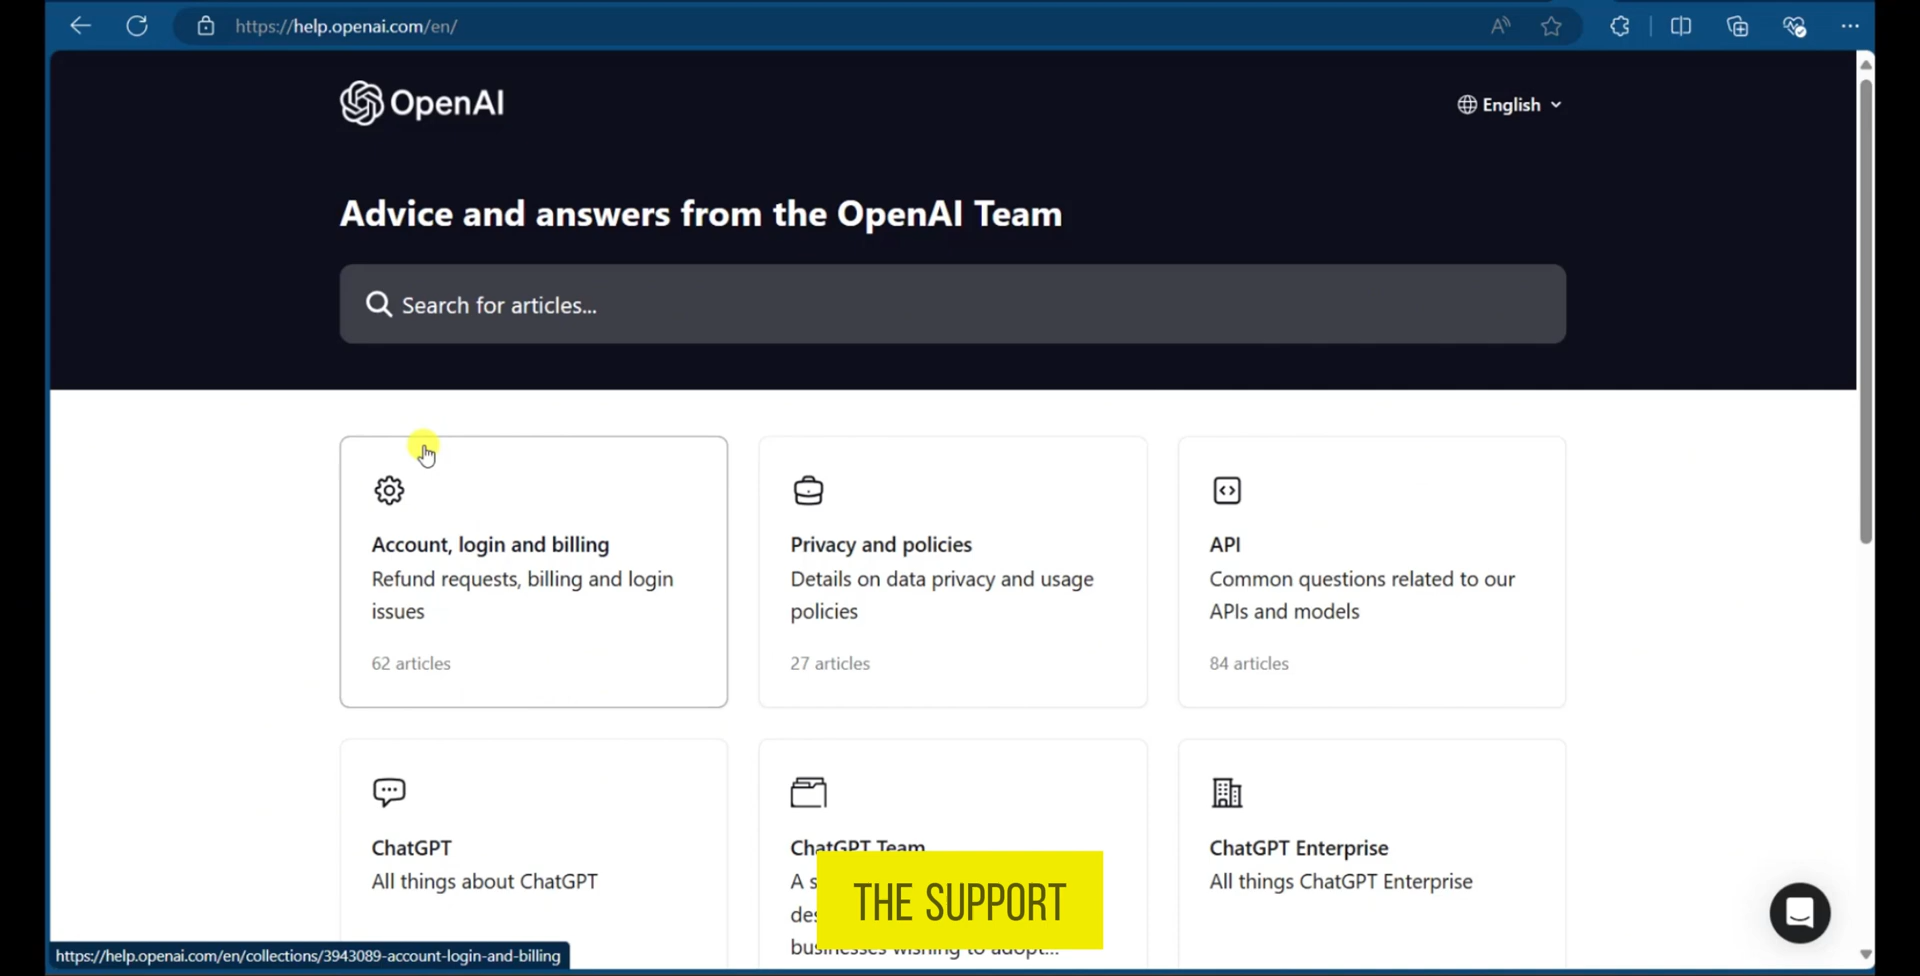 https://help.openai.com/en/
OpenAI
English
Advice and answers from the OpenAI Team
Search for articles...
Account, login and billing
Refund requests, billing and login
issues
62 articles
Privacy and policies
Details on data privacy and usage
policies
27 articles
API
Common questions related to our
APIs and models
84 articles
ChatGPT
All things about ChatGPT
ChatGPT Team
A
businesses wishing to adopt...
ChatGPT Enterprise
All things ChatGPT Enterprise
THE SUPPORT
https://help.openai.com/en/collections/3943089-account-login-and-billing